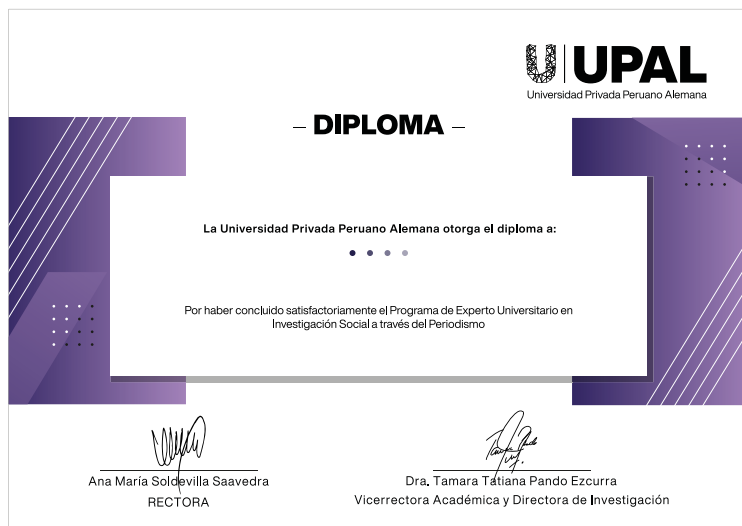 UPAL
Universidad Privada Peruano Alemana
– DIPLOMA –
La Universidad Privada Peruano Alemana otorga el diploma a:
Por haber concluido satisfactoriamente el Programa de Experto Universitario en
Investigación Social a través del Periodismo
Ana María Soldevilla Saavedra
RECTORA
Dra. Tamara Tatiana Pando Ezcurra
Vicerrectora Académica y Directora de Investigación